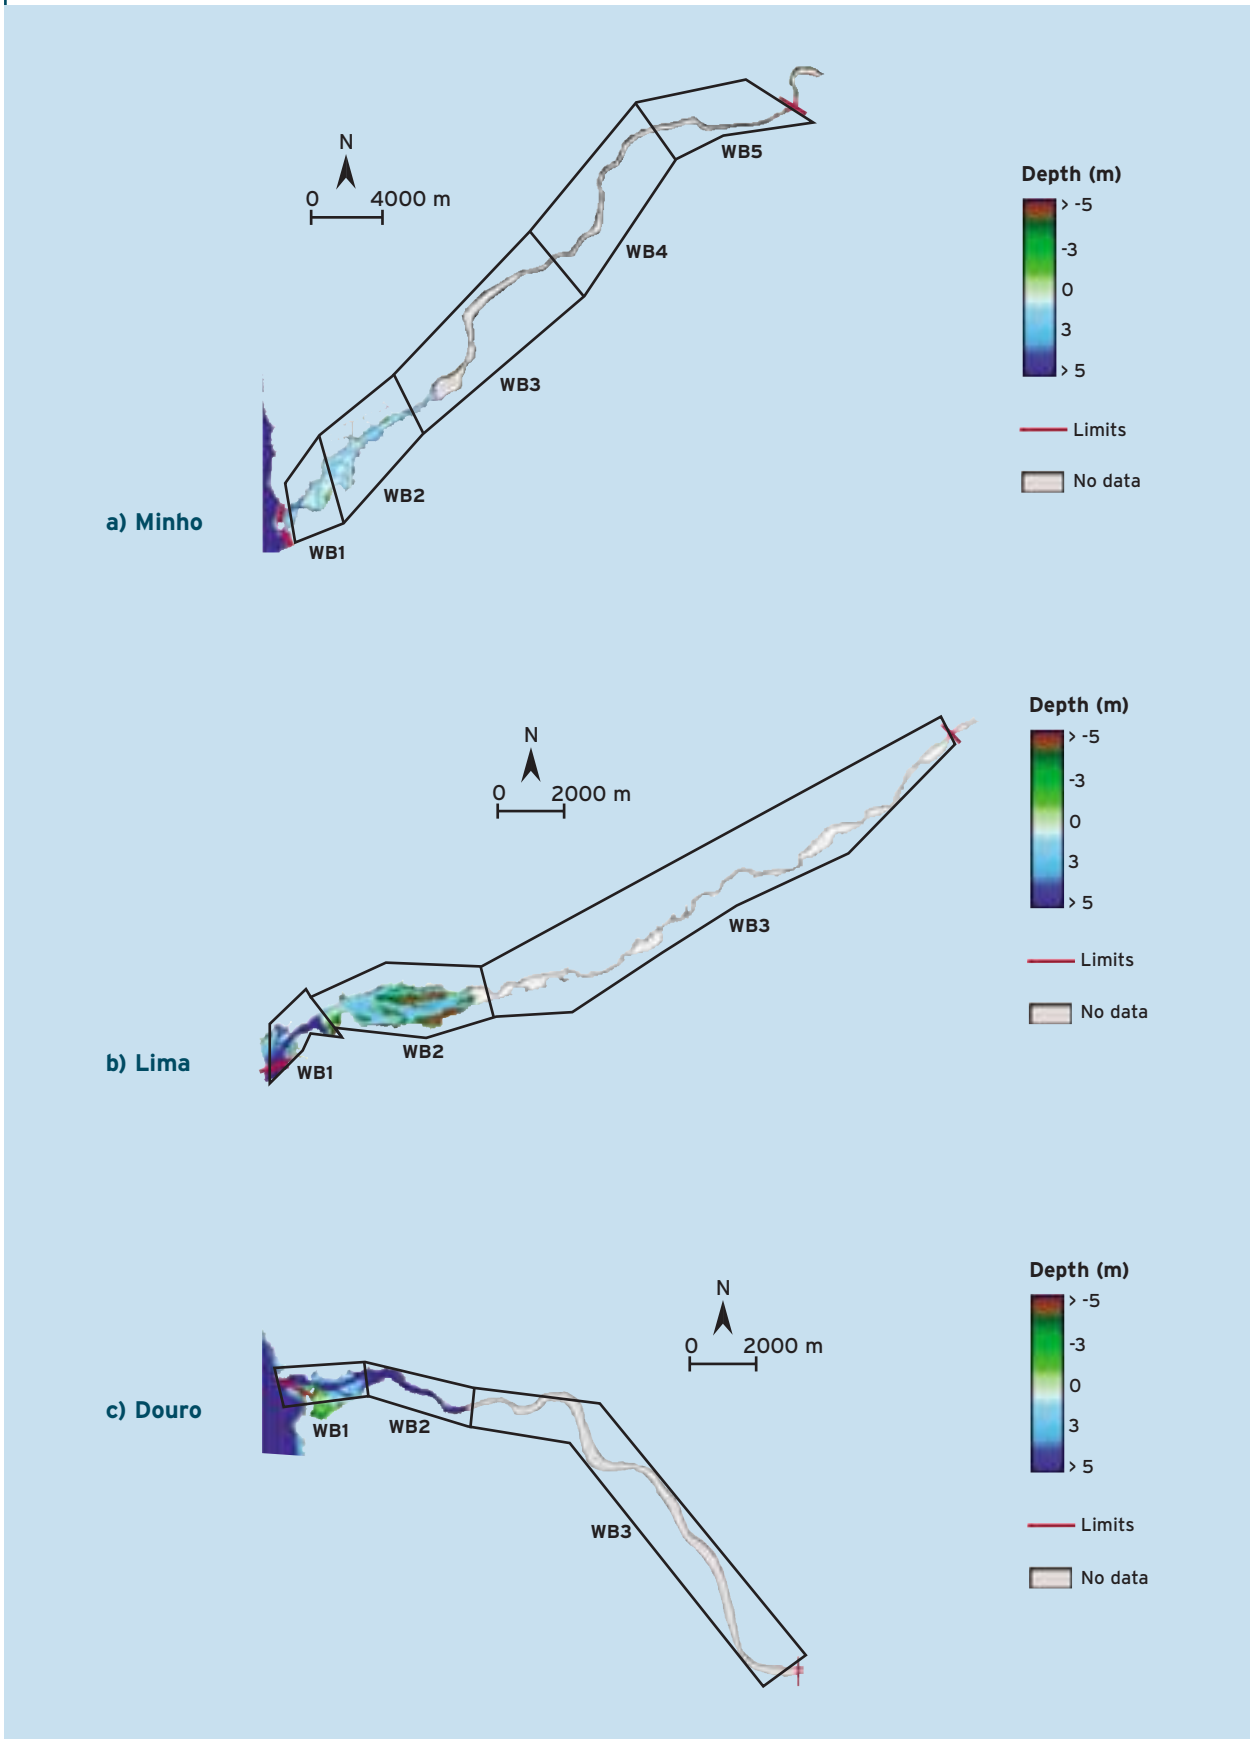 N
0 4000 m
WB5
WB4
WB3
WB2
WB1
a) Minho
Depth (m)
> -5
-3
0
3
> 5
Limits
No data
N
0 2000 m
WB3
WB2
WB1
b) Lima
Depth (m)
> -5
-3
0
3
> 5
Limits
No data
N
0 2000 m
c) Douro
WB1
WB2
WB3
Depth (m)
> -5
-3
0
3
> 5
Limits
No data